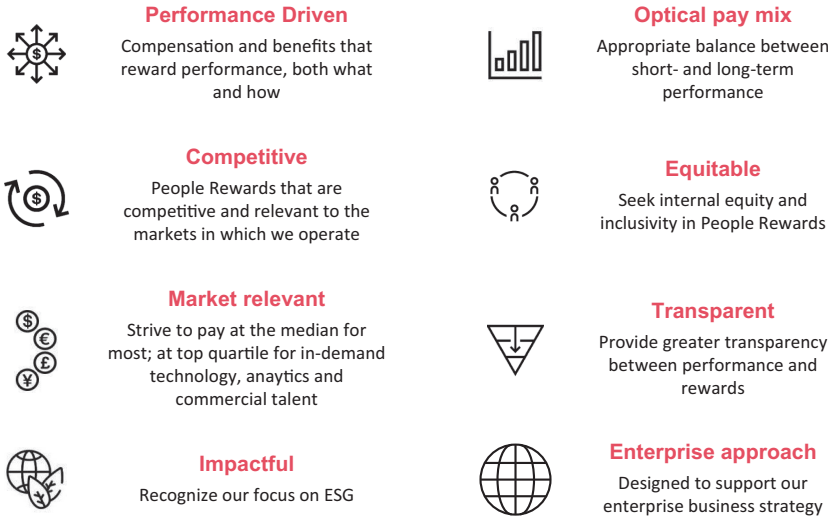 Performance Driven
Compensation and benefits that
reward performance, both what
and how
Optical pay mix
Appropriate balance between
short- and long-term
performance
Competitive
People Rewards that are
competitive and relevant to the
markets in which we operate
Equitable
Seek internal equity and
inclusivity in People Rewards
Market relevant
Strive to pay at the median for
most; at top quartile for in-demand
technology, anaytics and
commercial talent
Transparent
Provide greater transparency
between performance and
rewards
Impactful
Recognize our focus on ESG
Enterprise approach
Designed to support our
enterprise business strategy